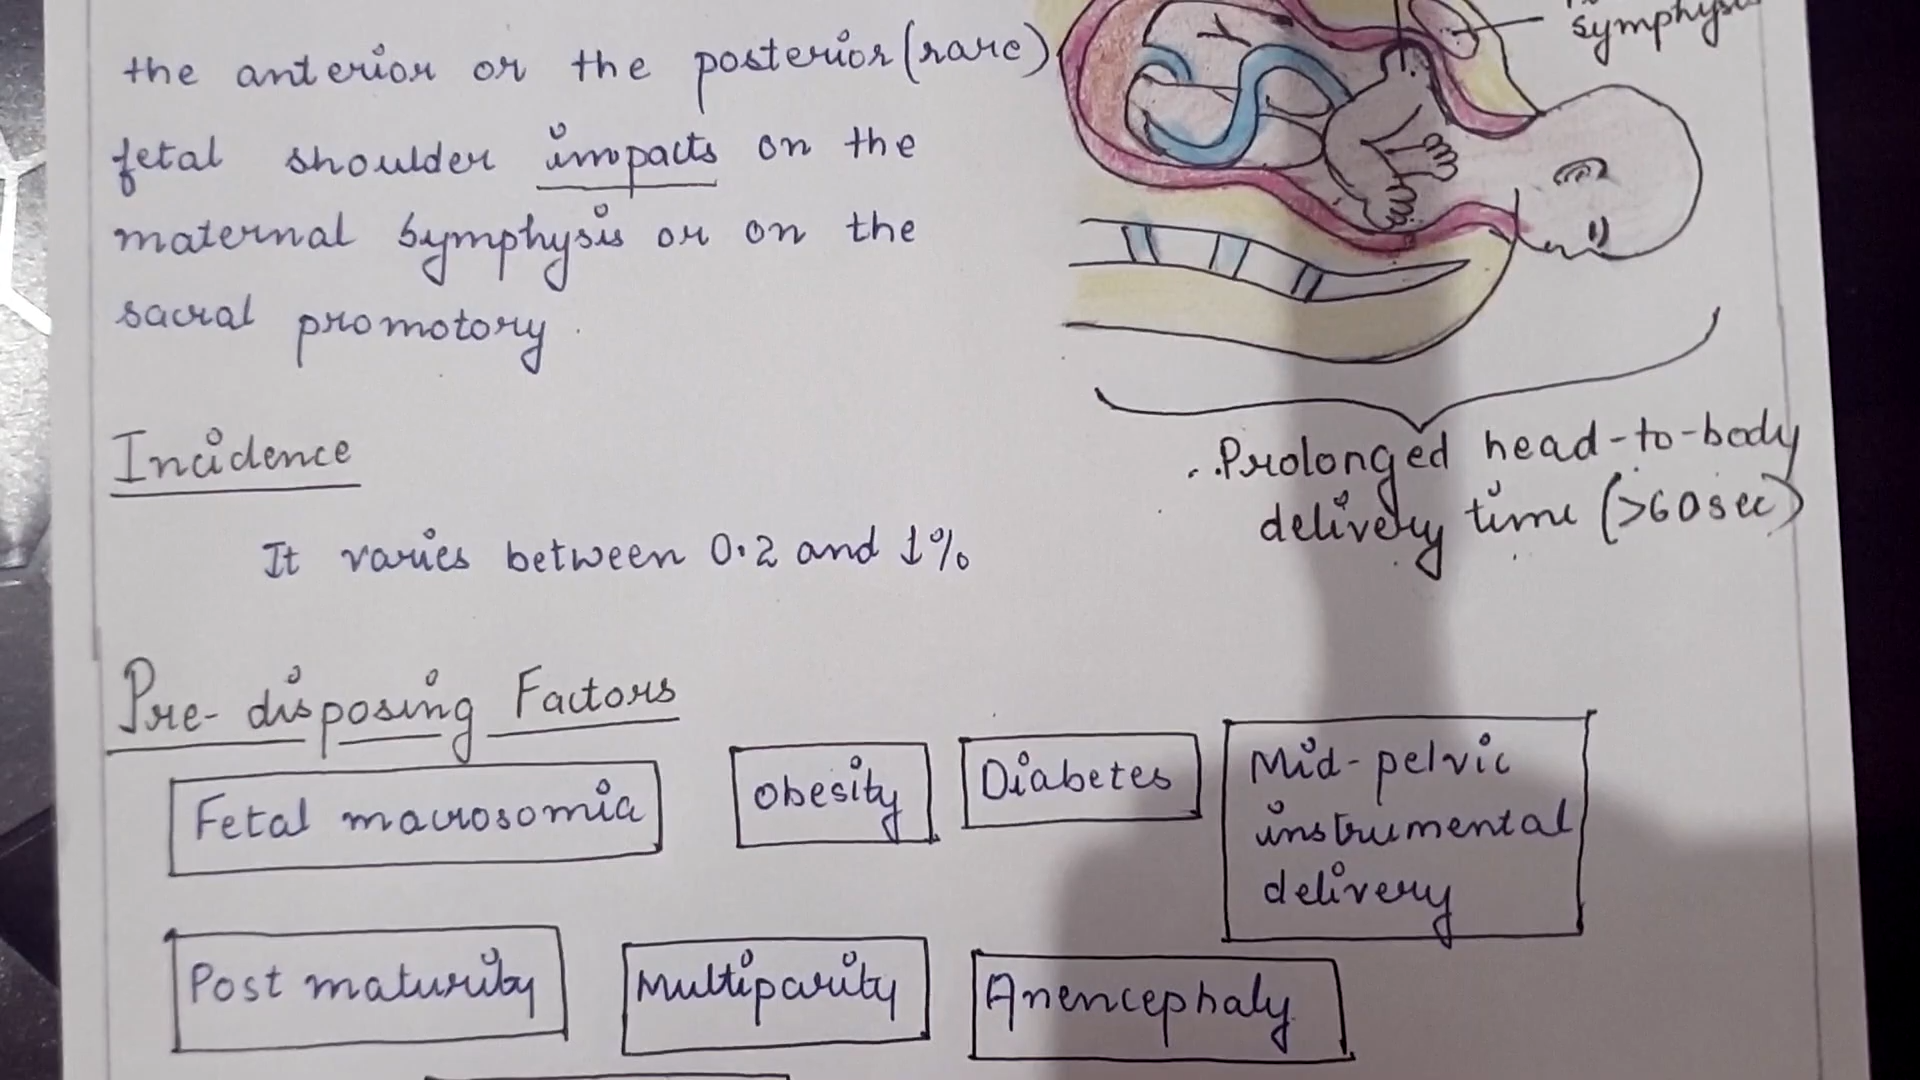 the anterior or the posterior (rare)
fetal shoulder impacts on the
maternal symphysis or on the
sacral promotory.
symphysis
Prolonged head-to-body
delivery time (>60sec)
Incidence
It varies between 0.2 and 1%
Pre-disposing Factors
Fetal macrosomia
Obesity
Diabetes
Mid-pelvic
instrumental
delivery
Post maturity
Multiparity
Anencephaly